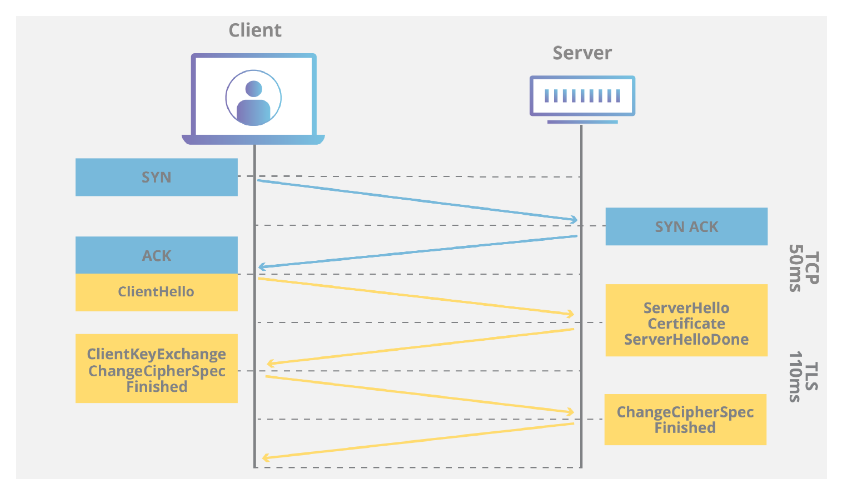 Client
Server
SYN
SYN ACK
ACK
ClientHello
TCP
50ms
ServerHello
Certificate
ServerHelloDone
ClientKeyExchange
ChangeCipherSpec
Finished
TLS
110ms
ChangeCipherSpec
Finished